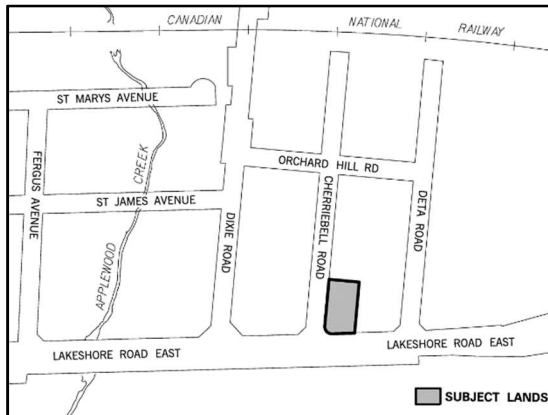 CANADIAN NATIONAL RAILWAY
ST MARYS AVENUE
ORCHARD HILL RD
FERGUS AVENUE
CREEK
ST JAMES AVENUE
DIXIE ROAD
CHERRIEBELL ROAD
DETA ROAD
APPLEWOOD
LAKESHORE ROAD EAST
LAKESHORE ROAD EAST
SUBJECT LANDS